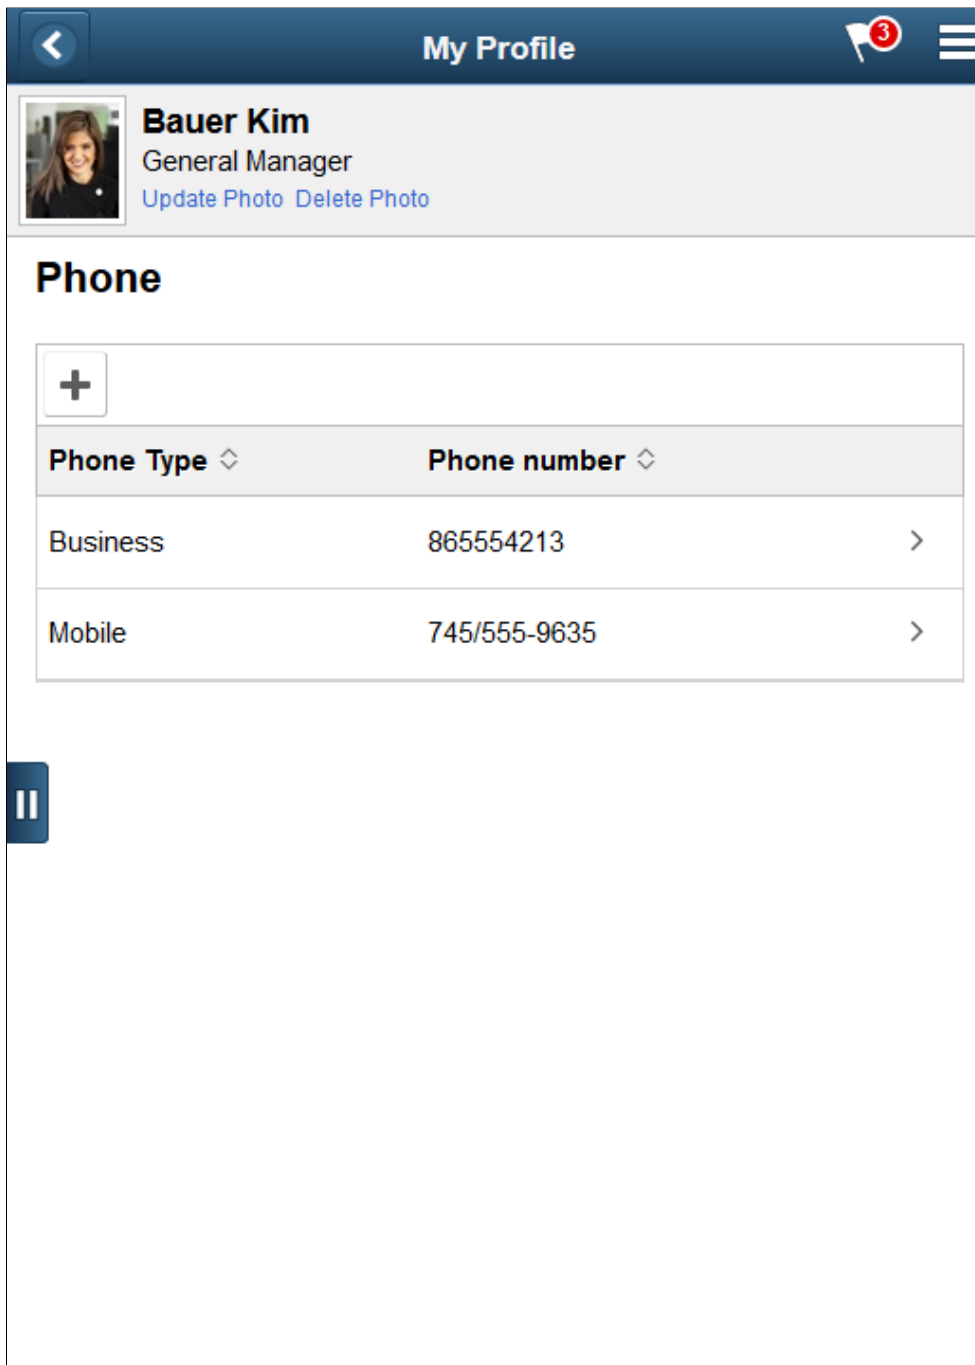 My Profile
3
Bauer Kim
General Manager
Update Photo Delete Photo
Phone
Phone Type Phone number
Business 865554213
Mobile 745/555-9635